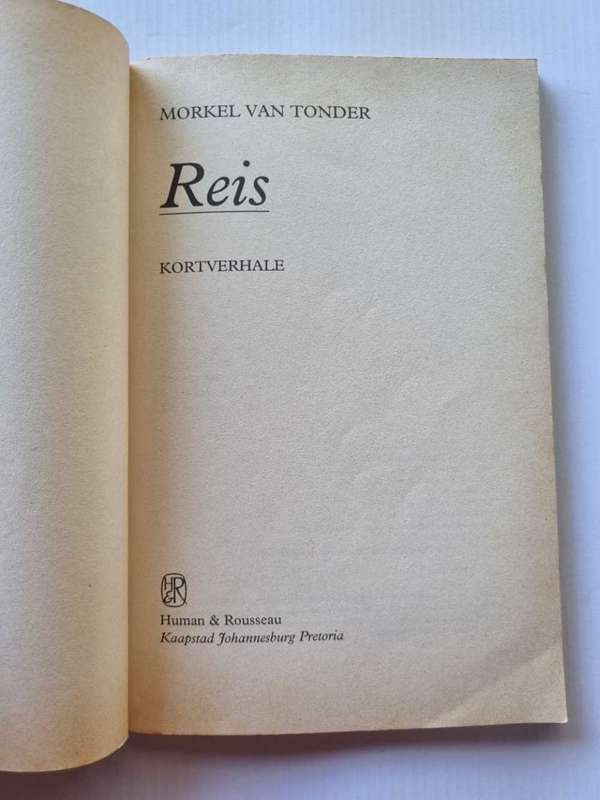 MORKEL VAN TONDER
Reis
KORTVERHALE
H&R
Human & Rousseau
Kaapstad Johannesburg Pretoria